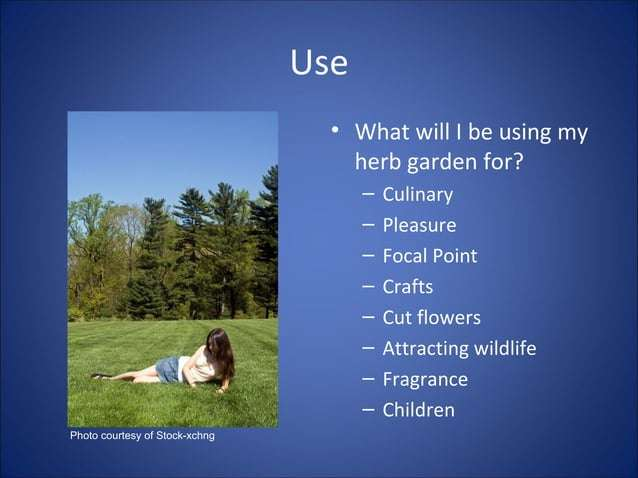 Use
• What will I be using my
herb garden for?
– Culinary
– Pleasure
– Focal Point
– Crafts
– Cut flowers
– Attracting wildlife
– Fragrance
– Children
Photo courtesy of Stock-xchng